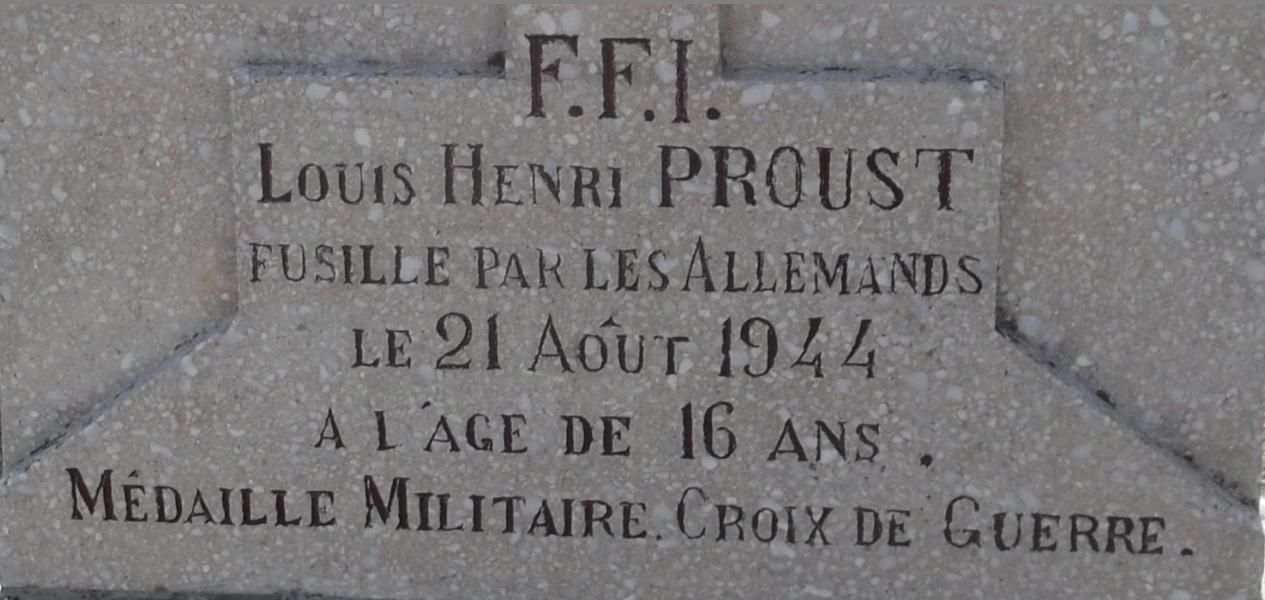 F.F.I.
LOUIS HENRI PROUST
FUSILLE PAR LES ALLEMANDS
LE 21 AOÛT 1944
A L'AGE DE 16 ANS.
MÉDAILLE MILITAIRE. CROIX DE GUERRE.